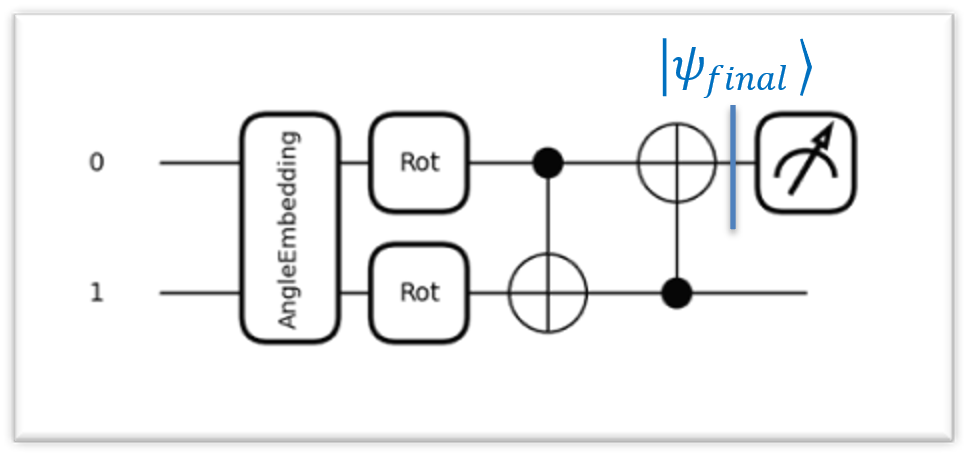 |ψfinal⟩
0
AngleEmbedding
Rot
1
Rot